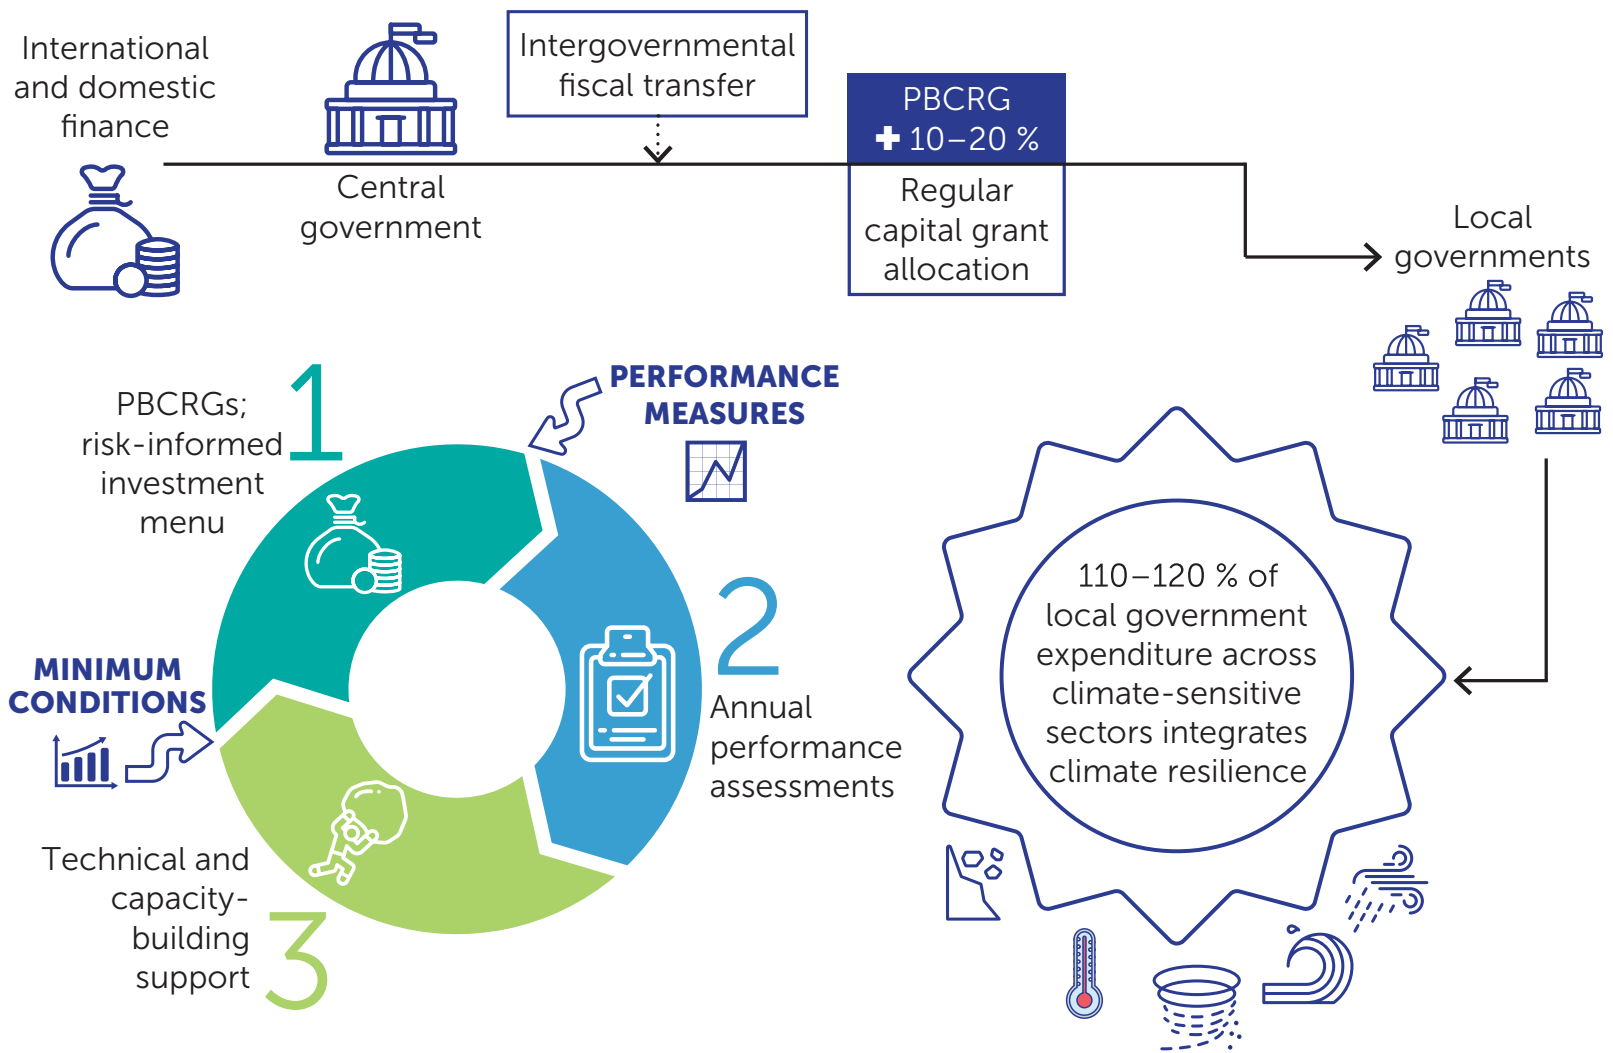 International
and domestic
finance
Central
government
Intergovernmental
fiscal transfer
PBCRG
+ 10–20 %
Regular
capital grant
allocation
Local
governments
1
PBCRGs;
risk-informed
investment
menu
PERFORMANCE
MEASURES
2
Annual
performance
assessments
MINIMUM
CONDITIONS
Technical and
capacity-
building
support
3
110–120 % of
local government
expenditure across
climate-sensitive
sectors integrates
climate resilience